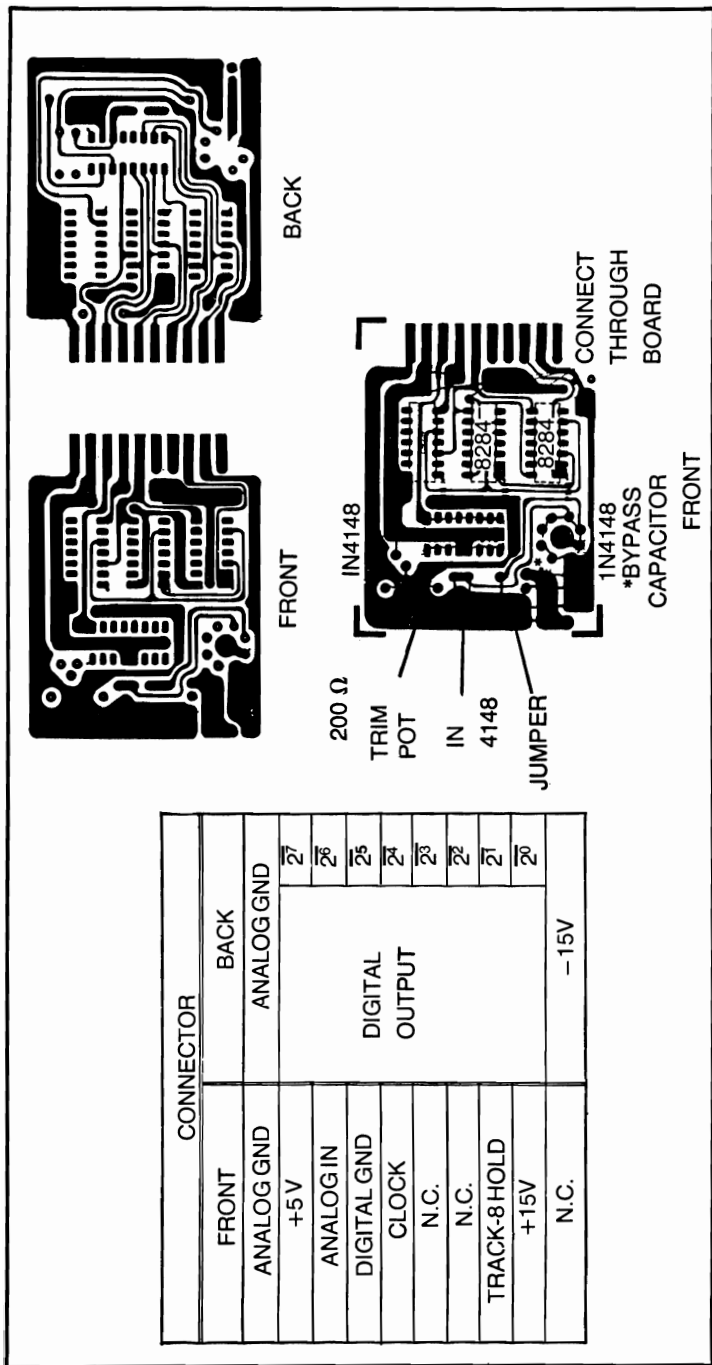 BACK
FRONT
IN4148
8284
8284
200 Ω
TRIM
POT
IN
4148
JUMPER
CONNECT
THROUGH
BOARD
1N4148
*BYPASS
CAPACITOR
FRONT
CONNECTOR
FRONT BACK
ANALOG GND ANALOG GND
+5 V 2̅⁷
ANALOG IN 2̅⁶
DIGITAL GND 2̅⁵
CLOCK DIGITAL 2̅⁴
N.C. OUTPUT 2̅³
N.C. 2̅²
TRACK-8 HOLD 2̅¹
+15V 2̅⁰
N.C. −15V